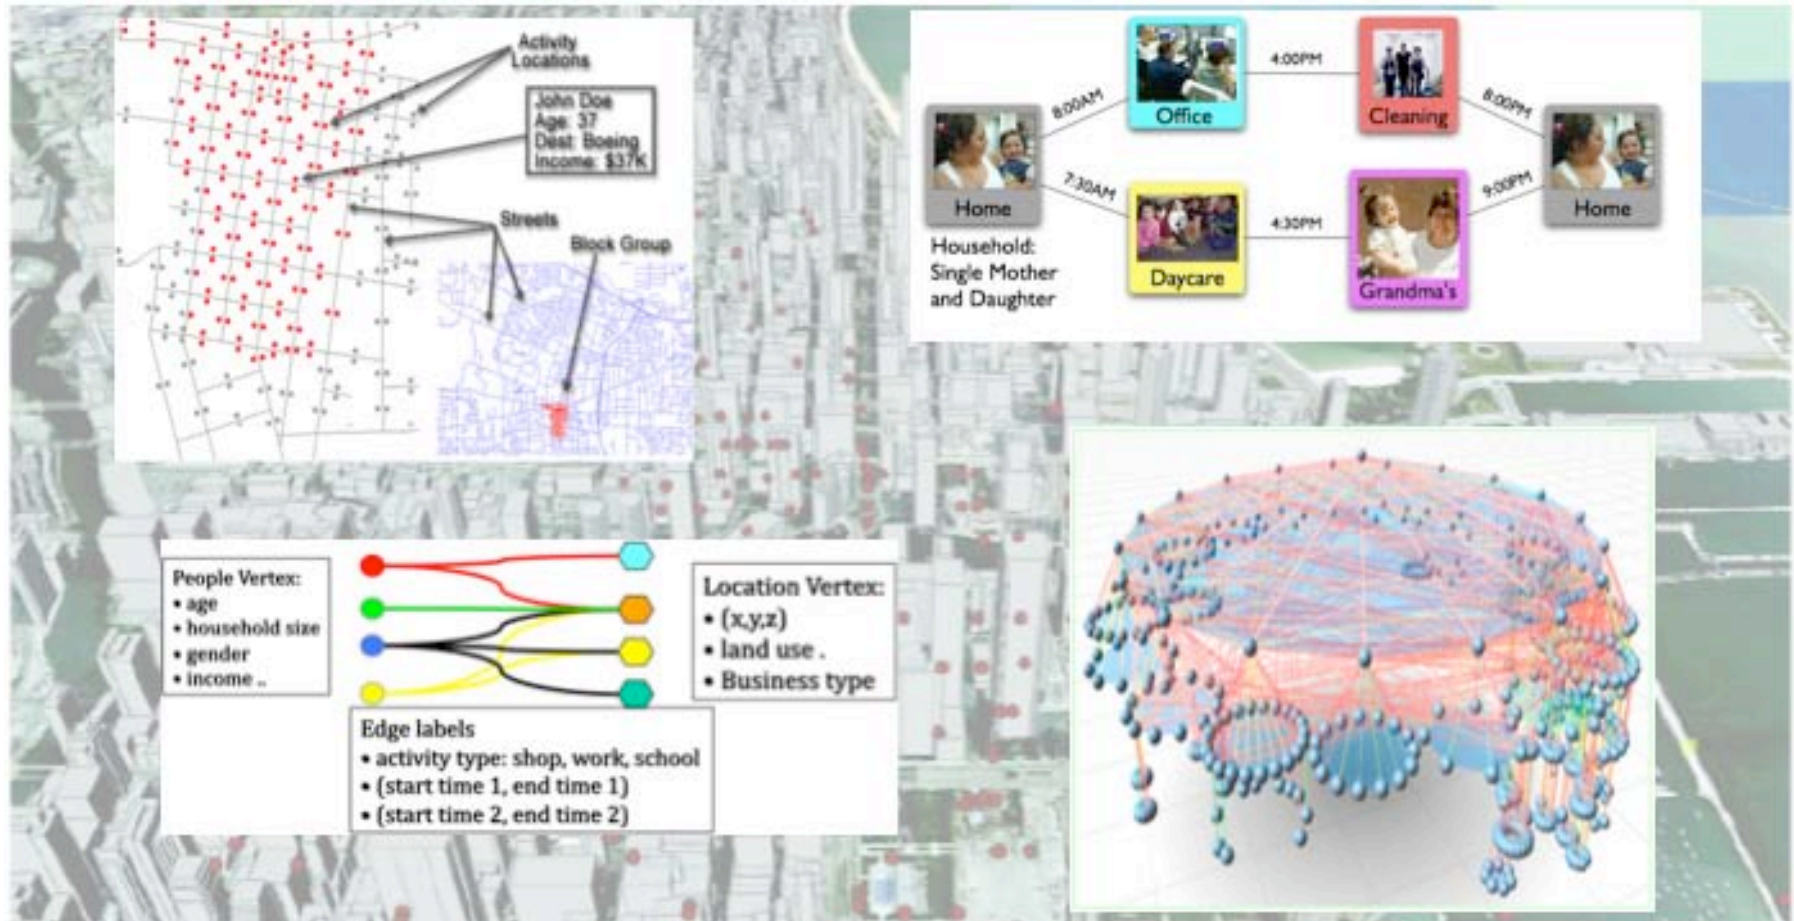 Activity
Locations
John Doe
Age: 37
Dest: Boeing
Income: $37K
Streets
Block Group
8:00AM
Office
4:00PM
Cleaning
8:00PM
Home
7:30AM
Daycare
4:30PM
Grandma's
9:00PM
Home
Household:
Single Mother
and Daughter
People Vertex:
• age
• household size
• gender
• income ..
Location Vertex:
• (x,y,z)
• land use .
• Business type
Edge labels
• activity type: shop, work, school
• (start time 1, end time 1)
• (start time 2, end time 2)